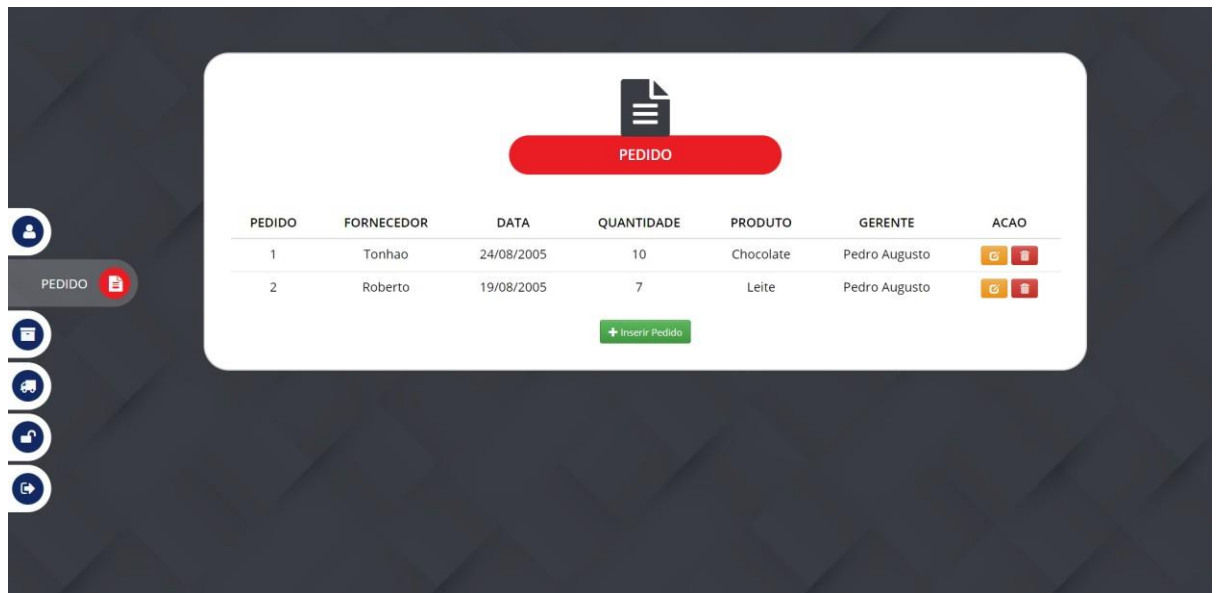 PEDIDO
PEDIDO FORNECEDOR DATA QUANTIDADE PRODUTO GERENTE ACAO
1 Tonhao 24/08/2005 10 Chocolate Pedro Augusto
2 Roberto 19/08/2005 7 Leite Pedro Augusto
Inserir Pedido
PEDIDO